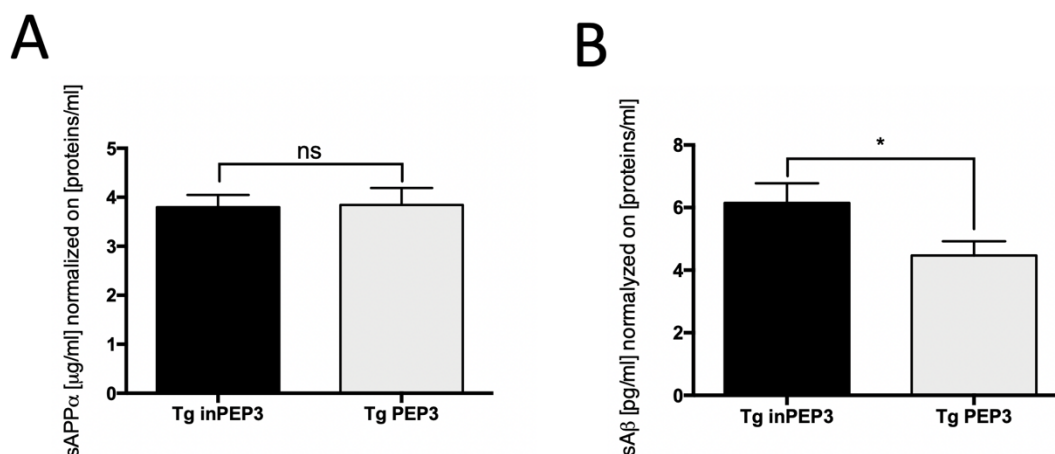 A
sAPPα [µg/ml] normalized on [proteins/ml]
5
4
3
2
1
0
ns
Tg inPEP3
Tg PEP3
B
sAβ [pg/ml] normalyzed on [proteins/ml]
8
6
4
2
0
*
Tg inPEP3
Tg PEP3